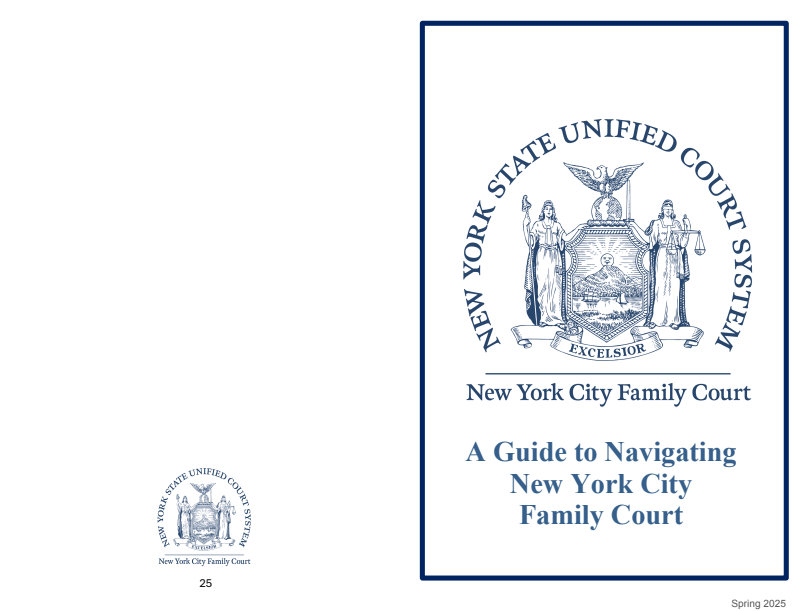 NEW YORK STATE UNIFIED COURT SYSTEM
EXCELSIOR
New York City Family Court
25
NEW YORK STATE UNIFIED COURT SYSTEM
EXCELSIOR
New York City Family Court
A Guide to Navigating
New York City
Family Court
Spring 2025